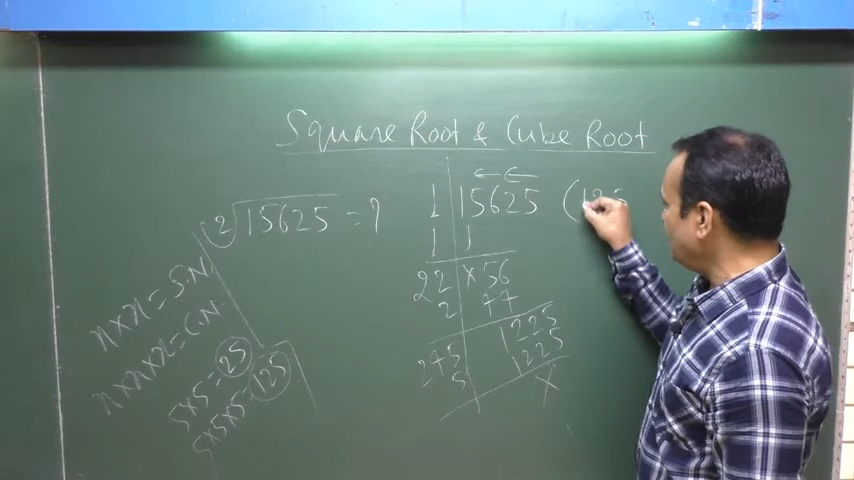 Square Root & Cube Root
2√15625 = ?
n×n = S.N.
n×n×n = C.N.
5×5 = 25
5×5×5 = 125
1 15625 (125
1 1
22 ×56
2 44
245 1225
5 1225
×